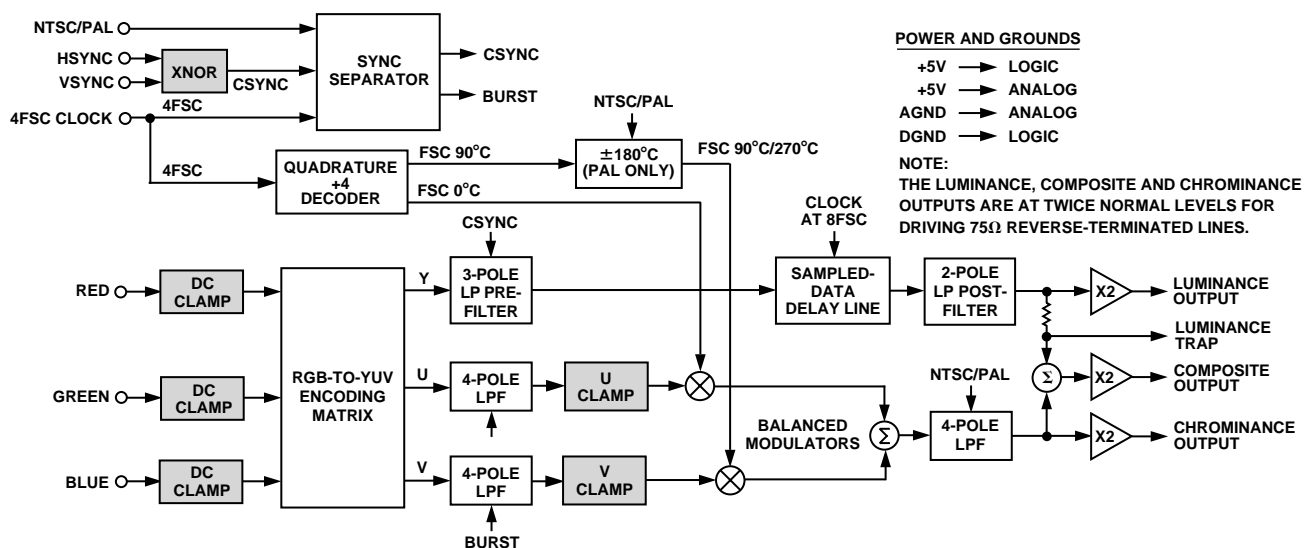 NTSC/PAL
HSYNC
VSYNC
4FSC CLOCK
XNOR
CSYNC
4FSC
4FSC
SYNC
SEPARATOR
CSYNC
BURST
QUADRATURE
+4
DECODER
FSC 90°C
FSC 0°C
NTSC/PAL
±180°C
(PAL ONLY)
FSC 90°C/270°C
POWER AND GROUNDS
+5V LOGIC
+5V ANALOG
AGND ANALOG
DGND LOGIC
NOTE:
THE LUMINANCE, COMPOSITE AND CHROMINANCE
OUTPUTS ARE AT TWICE NORMAL LEVELS FOR
DRIVING 75Ω REVERSE-TERMINATED LINES.
RED
DC
CLAMP
GREEN
DC
CLAMP
BLUE
DC
CLAMP
RGB-TO-YUV
ENCODING
MATRIX
Y
U
V
CSYNC
3-POLE
LP PRE-
FILTER
4-POLE
LPF
U
CLAMP
4-POLE
LPF
BURST
V
CLAMP
CLOCK
AT 8FSC
SAMPLED-
DATA
DELAY LINE
2-POLE
LP POST-
FILTER
BALANCED
MODULATORS
Σ
NTSC/PAL
4-POLE
LPF
Σ
X2
LUMINANCE
OUTPUT
LUMINANCE
TRAP
X2
COMPOSITE
OUTPUT
X2
CHROMINANCE
OUTPUT